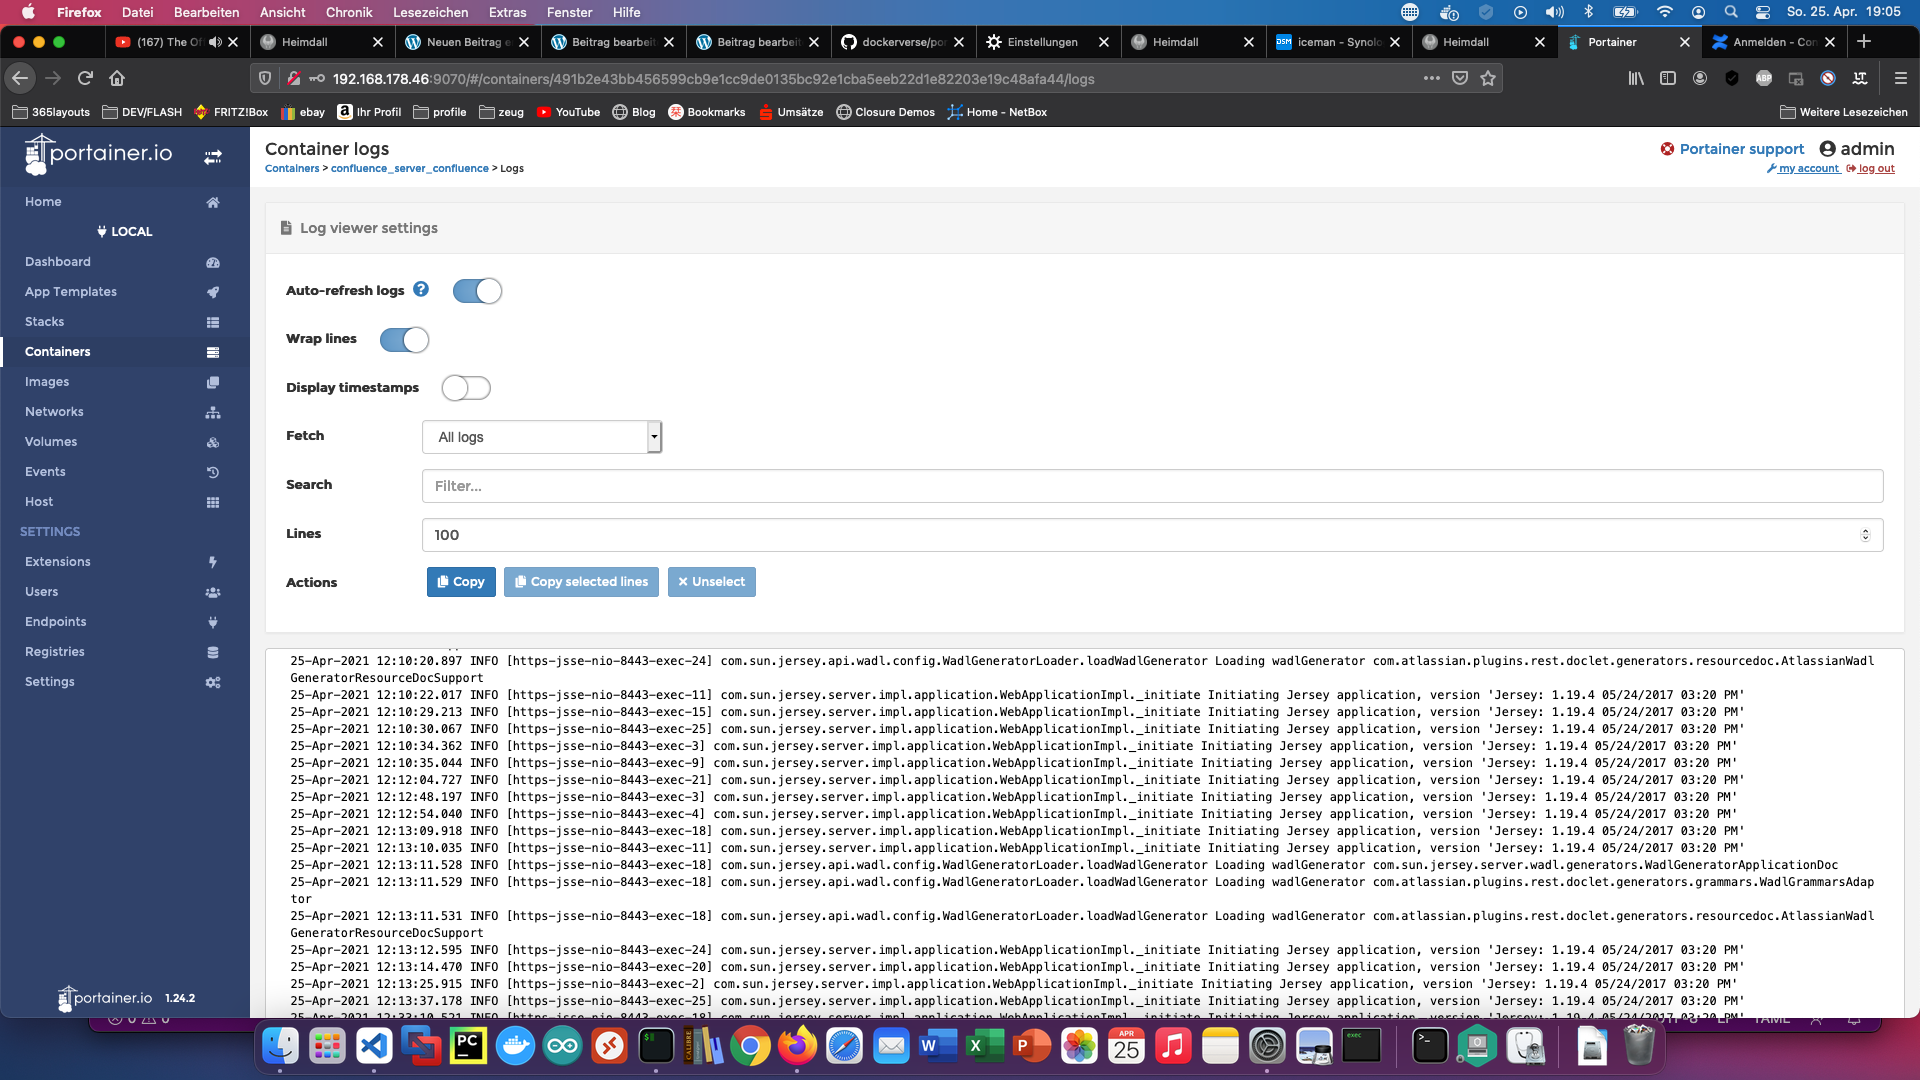 Firefox Datei Bearbeiten Ansicht Chronik Lesezeichen Extras Fenster Hilfe So. 25. Apr. 19:05
(167) The Of Heimdall Neuen Beitrag e Beitrag bearbeit Beitrag bearbeit dockerverse/por Einstellungen Heimdall iceman - Synolo Heimdall Portainer Anmelden - Con
192.168.178.46:9070/#/containers/491b2e43bb456599cb9e1cc9de0135bc92e1cba5eeb22d1e82203e19c48afa44/logs
365layouts DEV/FLASH FRITZ!Box ebay Ihr Profil profile zeug YouTube Blog Bookmarks Umsätze Closure Demos Home - NetBox Weitere Lesezeichen
portainer.io
Home
LOCAL
Dashboard
App Templates
Stacks
Containers
Images
Networks
Volumes
Events
Host
SETTINGS
Extensions
Users
Endpoints
Registries
Settings
portainer.io 1.24.2
Container logs
Containers > confluence_server_confluence > Logs
Portainer support admin
my account log out
Log viewer settings
Auto-refresh logs
Wrap lines
Display timestamps
Fetch All logs
Search Filter...
Lines 100
Actions Copy Copy selected lines Unselect
25-Apr-2021 12:10:20.897 INFO [https-jsse-nio-8443-exec-24] com.sun.jersey.api.wadl.config.WadlGeneratorLoader.loadWadlGenerator Loading wadlGenerator com.atlassian.plugins.rest.doclet.generators.resourcedoc.AtlassianWadl
GeneratorResourceDocSupport
25-Apr-2021 12:10:22.017 INFO [https-jsse-nio-8443-exec-11] com.sun.jersey.server.impl.application.WebApplicationImpl._initiate Initiating Jersey application, version 'Jersey: 1.19.4 05/24/2017 03:20 PM'
25-Apr-2021 12:10:29.213 INFO [https-jsse-nio-8443-exec-15] com.sun.jersey.server.impl.application.WebApplicationImpl._initiate Initiating Jersey application, version 'Jersey: 1.19.4 05/24/2017 03:20 PM'
25-Apr-2021 12:10:30.067 INFO [https-jsse-nio-8443-exec-25] com.sun.jersey.server.impl.application.WebApplicationImpl._initiate Initiating Jersey application, version 'Jersey: 1.19.4 05/24/2017 03:20 PM'
25-Apr-2021 12:10:34.362 INFO [https-jsse-nio-8443-exec-3] com.sun.jersey.server.impl.application.WebApplicationImpl._initiate Initiating Jersey application, version 'Jersey: 1.19.4 05/24/2017 03:20 PM'
25-Apr-2021 12:10:35.044 INFO [https-jsse-nio-8443-exec-9] com.sun.jersey.server.impl.application.WebApplicationImpl._initiate Initiating Jersey application, version 'Jersey: 1.19.4 05/24/2017 03:20 PM'
25-Apr-2021 12:12:04.727 INFO [https-jsse-nio-8443-exec-21] com.sun.jersey.server.impl.application.WebApplicationImpl._initiate Initiating Jersey application, version 'Jersey: 1.19.4 05/24/2017 03:20 PM'
25-Apr-2021 12:12:48.197 INFO [https-jsse-nio-8443-exec-3] com.sun.jersey.server.impl.application.WebApplicationImpl._initiate Initiating Jersey application, version 'Jersey: 1.19.4 05/24/2017 03:20 PM'
25-Apr-2021 12:12:54.040 INFO [https-jsse-nio-8443-exec-4] com.sun.jersey.server.impl.application.WebApplicationImpl._initiate Initiating Jersey application, version 'Jersey: 1.19.4 05/24/2017 03:20 PM'
25-Apr-2021 12:13:09.918 INFO [https-jsse-nio-8443-exec-18] com.sun.jersey.server.impl.application.WebApplicationImpl._initiate Initiating Jersey application, version 'Jersey: 1.19.4 05/24/2017 03:20 PM'
25-Apr-2021 12:13:10.035 INFO [https-jsse-nio-8443-exec-11] com.sun.jersey.server.impl.application.WebApplicationImpl._initiate Initiating Jersey application, version 'Jersey: 1.19.4 05/24/2017 03:20 PM'
25-Apr-2021 12:13:11.528 INFO [https-jsse-nio-8443-exec-18] com.sun.jersey.api.wadl.config.WadlGeneratorLoader.loadWadlGenerator Loading wadlGenerator com.sun.jersey.server.wadl.generators.WadlGeneratorApplicationDoc
25-Apr-2021 12:13:11.529 INFO [https-jsse-nio-8443-exec-18] com.sun.jersey.api.wadl.config.WadlGeneratorLoader.loadWadlGenerator Loading wadlGenerator com.atlassian.plugins.rest.doclet.generators.grammars.WadlGrammarsAdap
tor
25-Apr-2021 12:13:11.531 INFO [https-jsse-nio-8443-exec-18] com.sun.jersey.api.wadl.config.WadlGeneratorLoader.loadWadlGenerator Loading wadlGenerator com.atlassian.plugins.rest.doclet.generators.resourcedoc.AtlassianWadl
GeneratorResourceDocSupport
25-Apr-2021 12:13:12.595 INFO [https-jsse-nio-8443-exec-24] com.sun.jersey.server.impl.application.WebApplicationImpl._initiate Initiating Jersey application, version 'Jersey: 1.19.4 05/24/2017 03:20 PM'
25-Apr-2021 12:13:14.470 INFO [https-jsse-nio-8443-exec-20] com.sun.jersey.server.impl.application.WebApplicationImpl._initiate Initiating Jersey application, version 'Jersey: 1.19.4 05/24/2017 03:20 PM'
25-Apr-2021 12:13:25.915 INFO [https-jsse-nio-8443-exec-2] com.sun.jersey.server.impl.application.WebApplicationImpl._initiate Initiating Jersey application, version 'Jersey: 1.19.4 05/24/2017 03:20 PM'
25-Apr-2021 12:13:37.178 INFO [https-jsse-nio-8443-exec-25] com.sun.jersey.server.impl.application.WebApplicationImpl._initiate Initiating Jersey application, version 'Jersey: 1.19.4 05/24/2017 03:20 PM'
APR
25